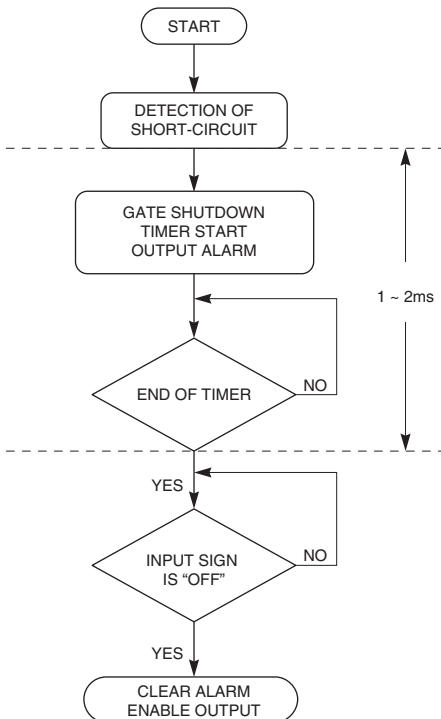 START
DETECTION OF
SHORT-CIRCUIT
GATE SHUTDOWN
TIMER START
OUTPUT ALARM
1 ~ 2ms
END OF TIMER
NO
YES
INPUT SIGN
IS “OFF”
NO
YES
CLEAR ALARM
ENABLE OUTPUT